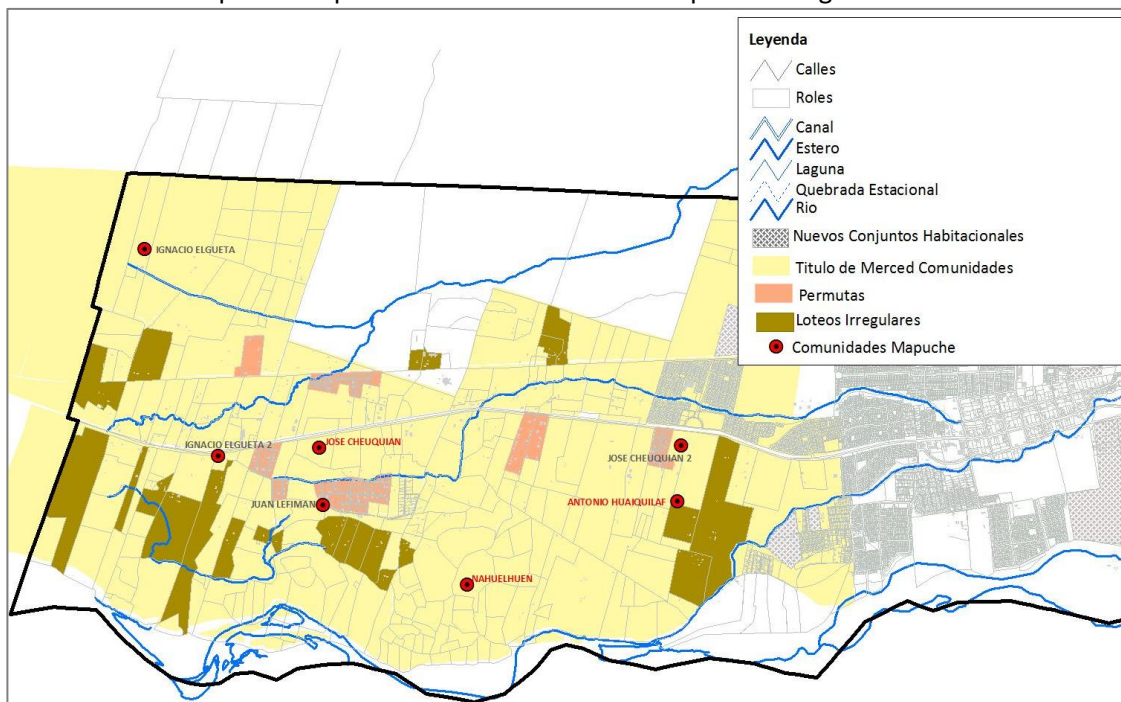 Leyenda
Calles
Roles
Canal
Estero
Laguna
Quebrada Estacional
Rio
Nuevos Conjuntos Habitacionales
Titulo de Merced Comunidades
Permutas
Loteos Irregulares
Comunidades Mapuche
IGNACIO ELGUETA
IGNACIO ELGUETA 2
JOSE CHEUQUIAN
JOSE CHEUQUIAN 2
JUAN LEFIMAN
ANTONIO HUAIQUILAF
NAHUELHUEN